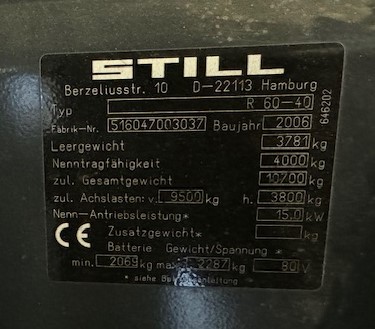 STILL
Berzeliusstr. 10 D-22113 Hamburg
Typ R 60-40
Fabrik-Nr. 516047003037 Baujahr 2006
Leergewicht 3781 kg
Nenntragfähigkeit 4000 kg
zul. Gesamtgewicht 10700 kg
zul. Achslasten: v. 9500 kg h. 3800 kg
Nenn-Antriebsleistung* 15.0 kW
Zusatzgewicht* kg
CE
Batterie Gewicht/Spannung *
min. 2069 kg max. 2287 kg 80 V
* siehe Betriebsanleitung
646202